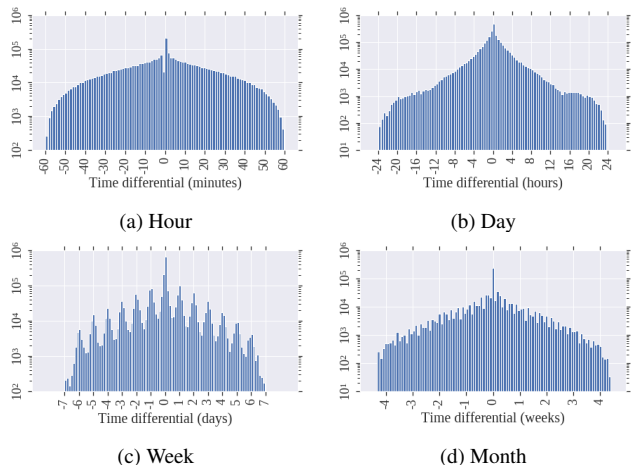 10⁶
10⁵
10⁴
10³
10²
-60 -50 -40 -30 -20 -10 0 10 20 30 40 50 60
Time differential (minutes)
(a) Hour
10⁶
10⁵
10⁴
10³
10²
10¹
-24 -20 -16 -12 -8 -4 0 4 8 12 16 20 24
Time differential (hours)
(b) Day
10⁶
10⁵
10⁴
10³
10²
-7 -6 -5 -4 -3 -2 -1 0 1 2 3 4 5 6 7
Time differential (days)
(c) Week
10⁶
10⁵
10⁴
10³
10²
10¹
-4 -3 -2 -1 0 1 2 3 4
Time differential (weeks)
(d) Month